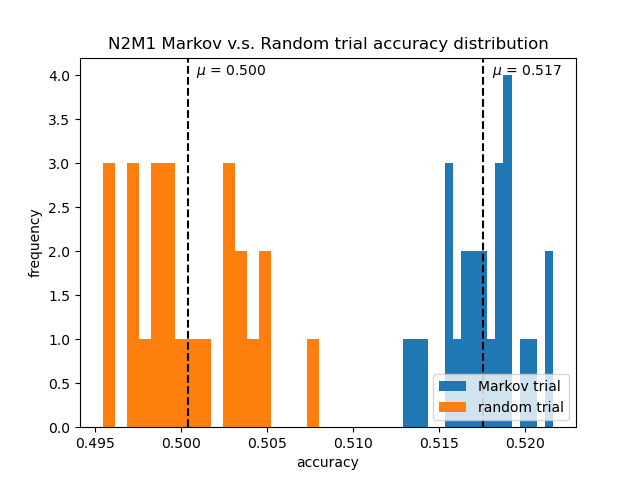 N2M1 Markov v.s. Random trial accuracy distribution
μ = 0.500
μ = 0.517
4.0
3.5
3.0
2.5
2.0
1.5
1.0
0.5
0.0
frequency
Markov trial
random trial
0.495
0.500
0.505
0.510
0.515
0.520
accuracy